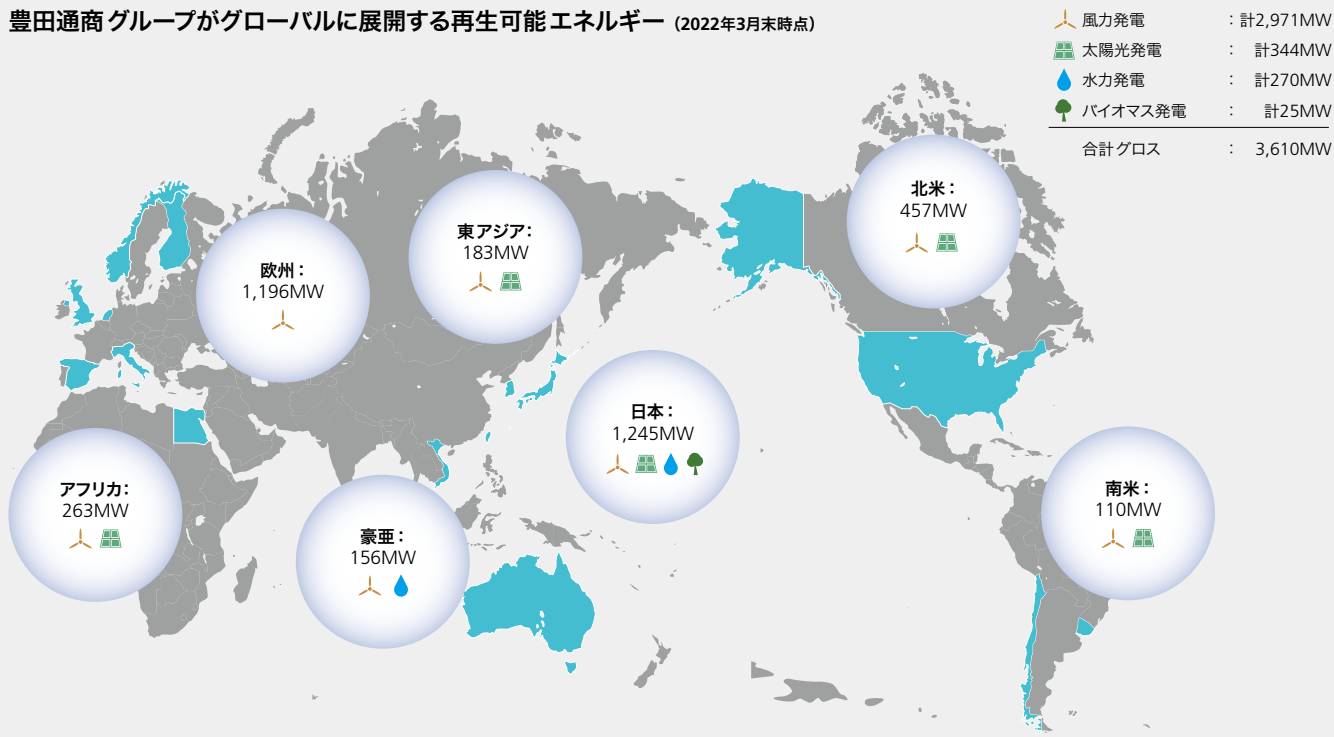 豊田通商グループがグローバルに展開する再生可能エネルギー（2022年3月末時点）
風力発電：計2,971MW
太陽光発電：計344MW
水力発電：計270MW
バイオマス発電：計25MW
合計グロス：3,610MW
北米：
457MW
東アジア：
183MW
欧州：
1,196MW
日本：
1,245MW
アフリカ：
263MW
豪亜：
156MW
南米：
110MW